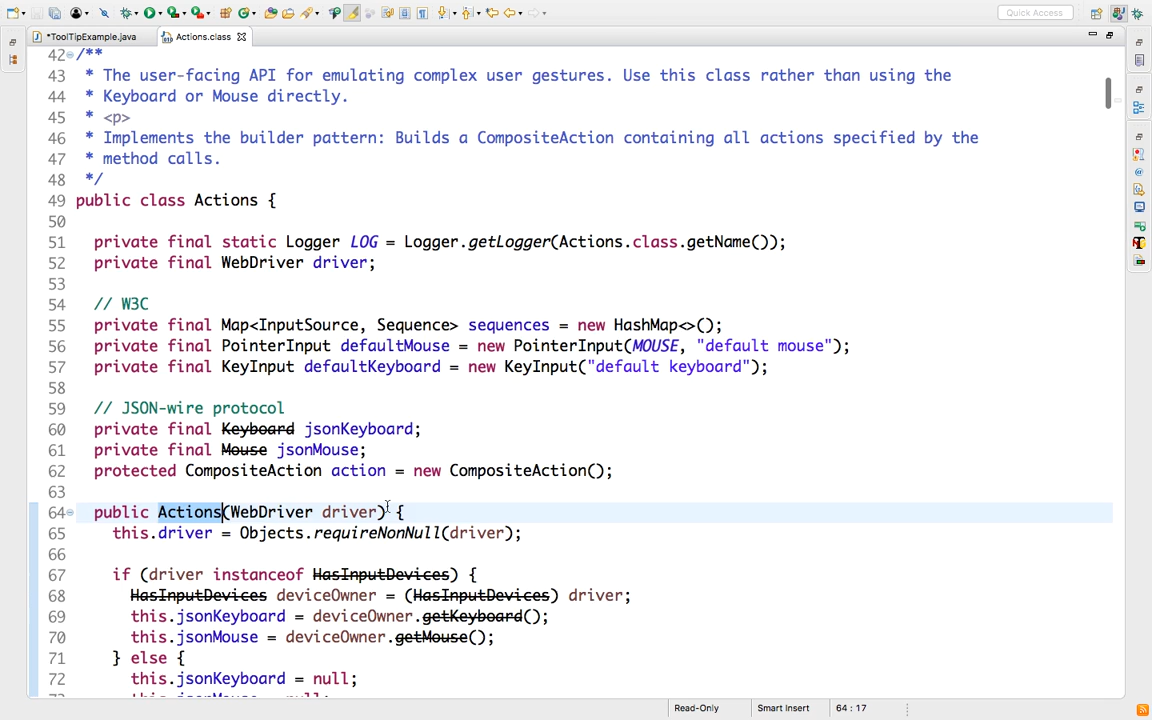 Quick Access
*ToolTipExample.java
Actions.class
42 /**
43 * The user-facing API for emulating complex user gestures. Use this class rather than using the
44 * Keyboard or Mouse directly.
45 * <p>
46 * Implements the builder pattern: Builds a CompositeAction containing all actions specified by the
47 * method calls.
48 */
49 public class Actions {
50
51 private final static Logger LOG = Logger.getLogger(Actions.class.getName());
52 private final WebDriver driver;
53
54 // W3C
55 private final Map<InputSource, Sequence> sequences = new HashMap<>();
56 private final PointerInput defaultMouse = new PointerInput(MOUSE, "default mouse");
57 private final KeyInput defaultKeyboard = new KeyInput("default keyboard");
58
59 // JSON-wire protocol
60 private final Keyboard jsonKeyboard;
61 private final Mouse jsonMouse;
62 protected CompositeAction action = new CompositeAction();
63
64 public Actions(WebDriver driver) {
65 this.driver = Objects.requireNonNull(driver);
66
67 if (driver instanceof HasInputDevices) {
68 HasInputDevices deviceOwner = (HasInputDevices) driver;
69 this.jsonKeyboard = deviceOwner.getKeyboard();
70 this.jsonMouse = deviceOwner.getMouse();
71 } else {
72 this.jsonKeyboard = null;
Read-Only
Smart Insert
64 : 17